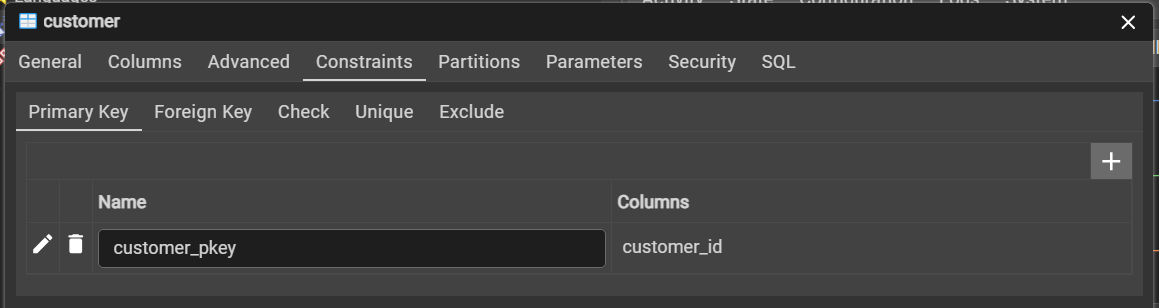 customer
General Columns Advanced Constraints Partitions Parameters Security SQL
Primary Key Foreign Key Check Unique Exclude
Name Columns
customer_pkey customer_id